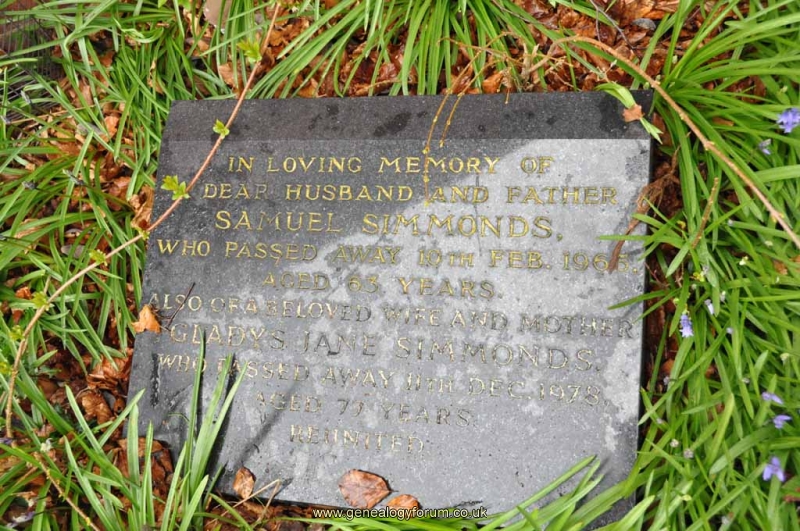 IN LOVING MEMORY OF
DEAR HUSBAND AND FATHER
SAMUEL SIMMONDS,
WHO PASSED AWAY 10TH FEB. 1965.
AGED 63 YEARS.
ALSO OF A BELOVED WIFE AND MOTHER
GLADYS JANE SIMMONDS,
WHO PASSED AWAY 11TH DEC. 1978.
AGED 77 YEARS.
REUNITED.
www.genealogyforum.co.uk